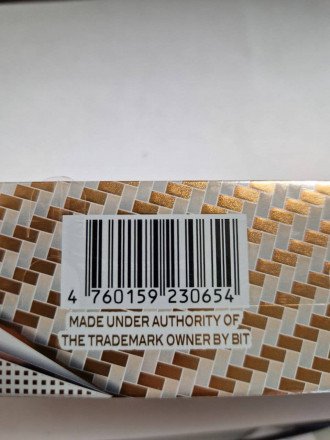 4 760159 230654
MADE UNDER AUTHORITY OF
THE TRADEMARK OWNER BY BIT